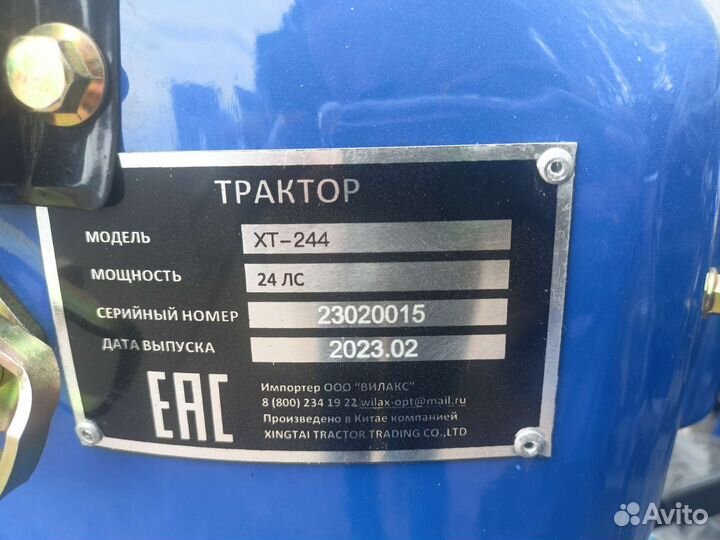 ТРАКТОР
МОДЕЛЬ XT-244
МОЩНОСТЬ 24 ЛС
СЕРИЙНЫЙ НОМЕР 23020015
ДАТА ВЫПУСКА 2023.02
EAC
Импортер ООО "ВИЛАКС"
8 (800) 234 19 22 wilax-opt@mail.ru
Произведено в Китае компанией
XINGTAI TRACTOR TRADING CO.,LTD
Avito